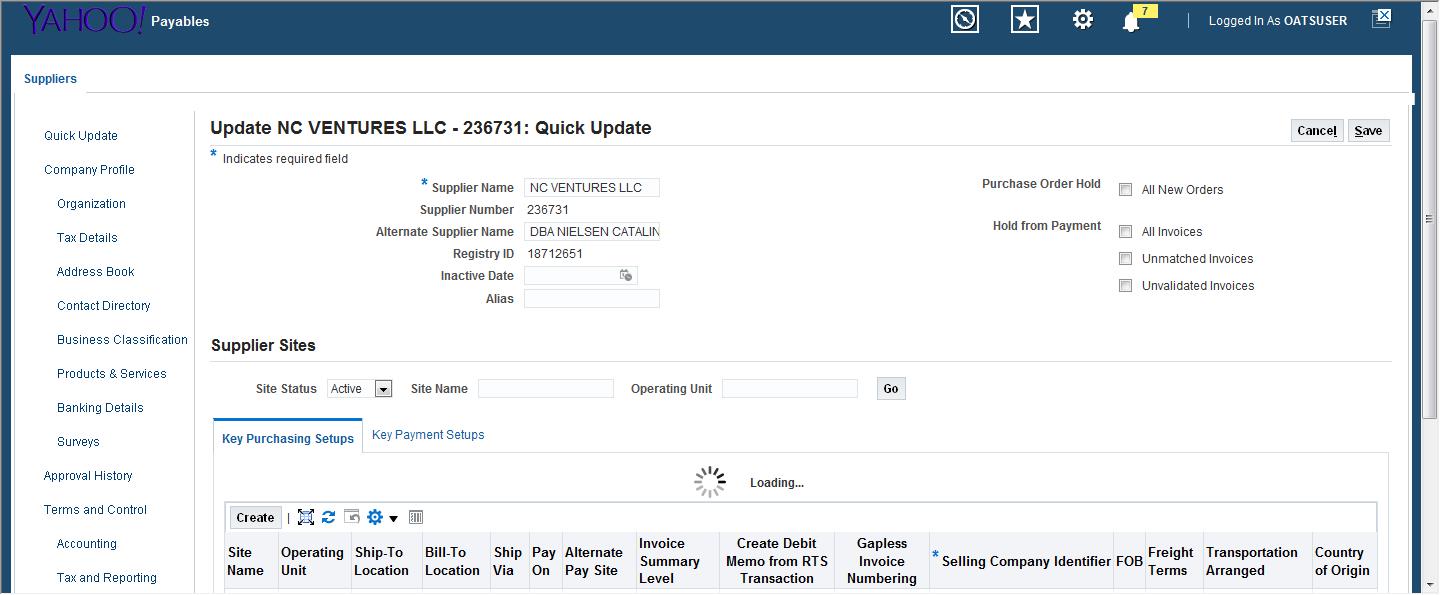 YAHOO! Payables
7
Logged In As OATSUSER
Suppliers
Quick Update
Company Profile
Organization
Tax Details
Address Book
Contact Directory
Business Classification
Products & Services
Banking Details
Surveys
Approval History
Terms and Control
Accounting
Tax and Reporting
Update NC VENTURES LLC - 236731: Quick Update
Cancel Save
* Indicates required field
* Supplier Name NC VENTURES LLC
Supplier Number 236731
Alternate Supplier Name DBA NIELSEN CATALIN
Registry ID 18712651
Inactive Date
Alias
Purchase Order Hold All New Orders
Hold from Payment All Invoices
Unmatched Invoices
Unvalidated Invoices
Supplier Sites
Site Status Active Site Name Operating Unit Go
Key Purchasing Setups Key Payment Setups
Loading...
Create
Site Name
Operating Unit
Ship-To Location
Bill-To Location
Ship Via
Pay On
Alternate Pay Site
Invoice Summary Level
Create Debit Memo from RTS Transaction
Gapless Invoice Numbering
* Selling Company Identifier
FOB
Freight Terms
Transportation Arranged
Country of Origin